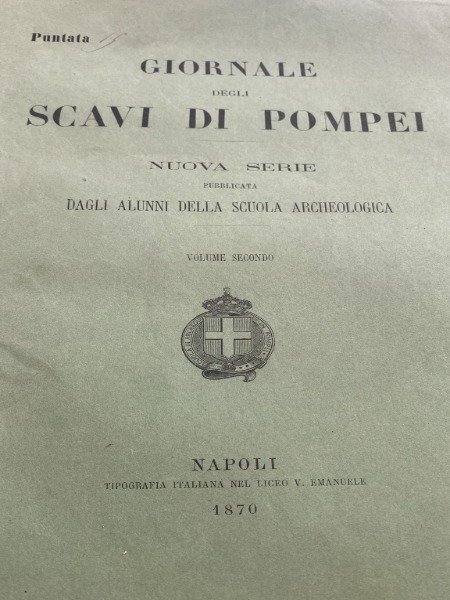 Puntata
GIORNALE
DEGLI
SCAVI DI POMPEI
NUOVA SERIE
PUBBLICATA
DAGLI ALUNNI DELLA SCUOLA ARCHEOLOGICA
VOLUME SECONDO
NAPOLI
TIPOGRAFIA ITALIANA NEL LICEO V. EMANUELE
1870